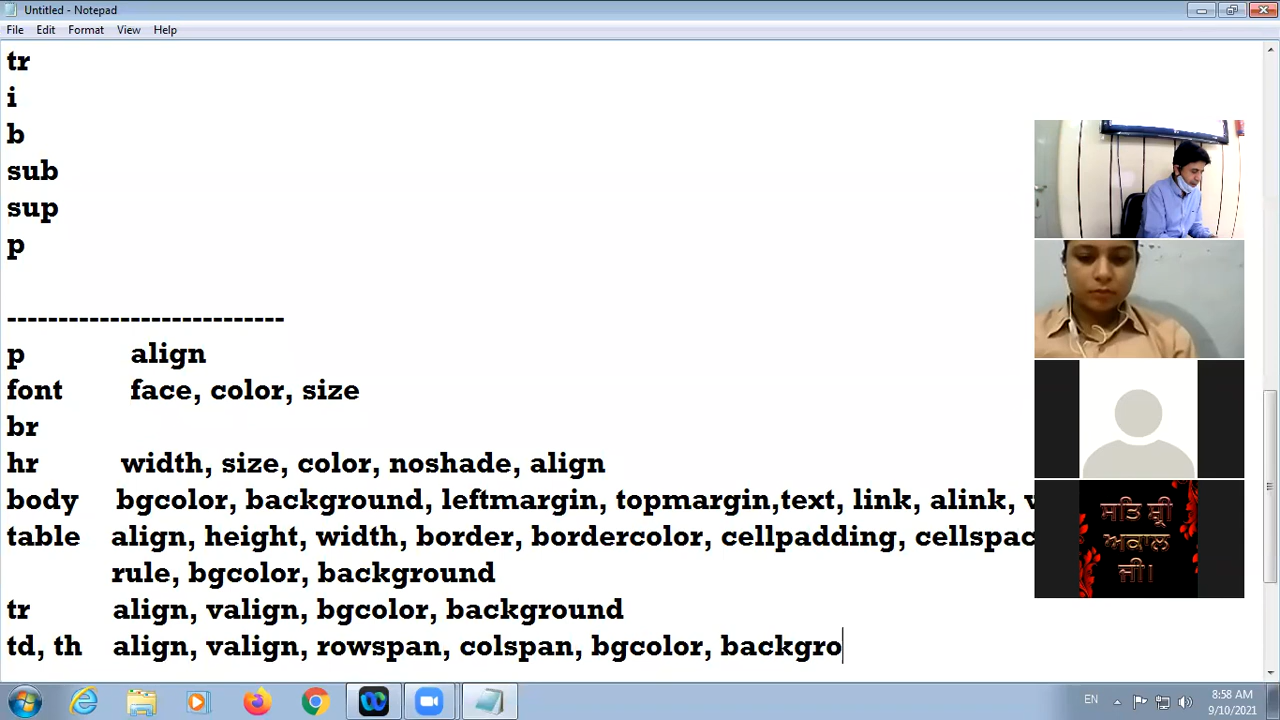 Untitled - Notepad
File Edit Format View Help
tr
i
b
sub
sup
p
---------------------------
p align
font face, color, size
br
hr width, size, color, noshade, align
body bgcolor, background, leftmargin, topmargin,text, link, alink,
table align, height, width, border, bordercolor, cellpadding, cellspac
rule, bgcolor, background
tr align, valign, bgcolor, background
td, th align, valign, rowspan, colspan, bgcolor, backgro
ਸਤਿ ਸ਼੍ਰੀ
ਅਕਾਲ
ਜੀ।
EN
8:58 AM
9/10/2021